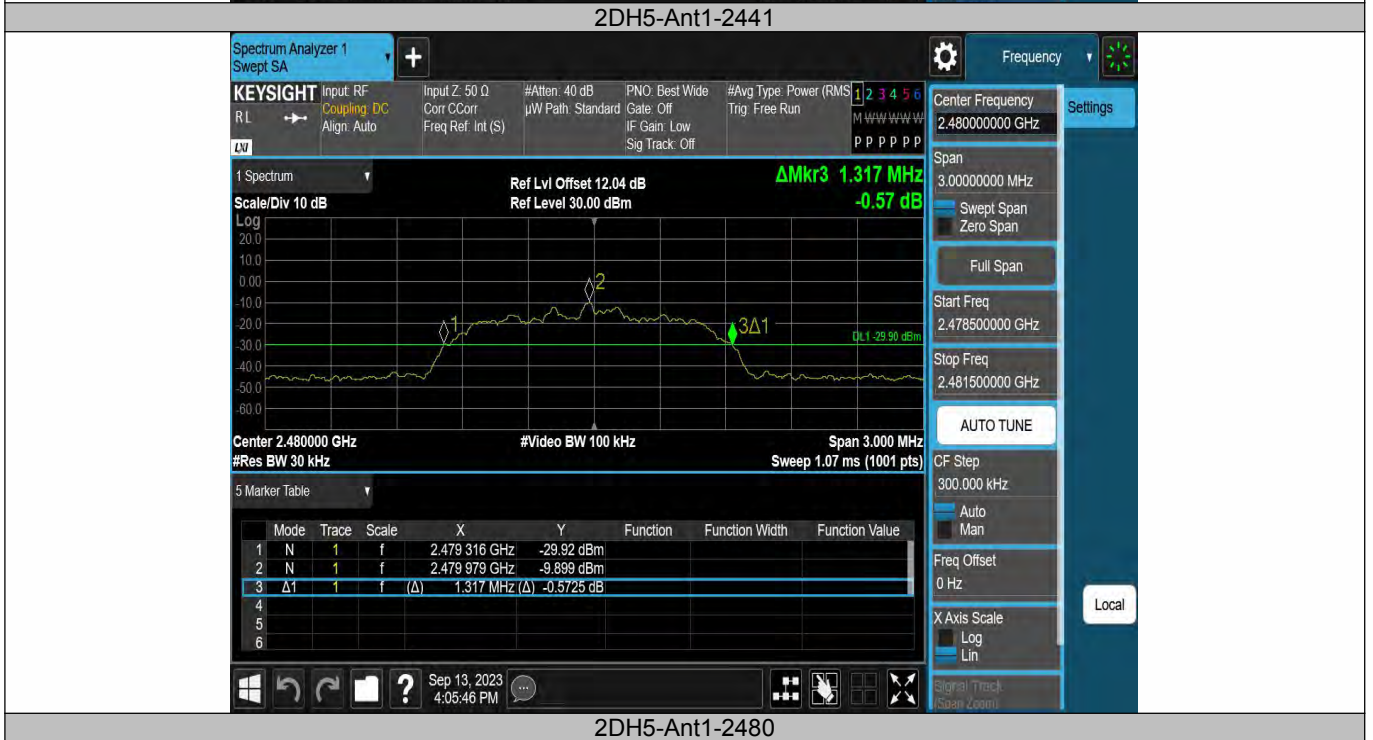 2DH5-Ant1-2441
Spectrum Analyzer 1
Swept SA
Frequency
KEYSIGHT
RL
LXI
Input: RF
Coupling: DC
Align: Auto
Input Z: 50 Ω
Corr CCorr
Freq Ref: Int (S)
#Atten: 40 dB
µW Path: Standard
PNO: Best Wide
Gate: Off
IF Gain: Low
Sig Track: Off
#Avg Type: Power (RMS
Trig: Free Run
1 2 3 4 5 6
M W W W W W
P P P P P P
Center Frequency
2.480000000 GHz
Settings
Span
3.00000000 MHz
Swept Span
Zero Span
Full Span
Start Freq
2.478500000 GHz
Stop Freq
2.481500000 GHz
AUTO TUNE
CF Step
300.000 kHz
Auto
Man
Freq Offset
0 Hz
X Axis Scale
Log
Lin
Signal Track
(Span Zoom)
Local
1 Spectrum
Scale/Div 10 dB
Ref Lvl Offset 12.04 dB
Ref Level 30.00 dBm
ΔMkr3 1.317 MHz
-0.57 dB
Log
20.0
10.0
0.00
-10.0
-20.0
-30.0
-40.0
-50.0
-60.0
1
2
3Δ1
DL1 -29.90 dBm
Center 2.480000 GHz
#Video BW 100 kHz
Span 3.000 MHz
#Res BW 30 kHz
Sweep 1.07 ms (1001 pts)
5 Marker Table
Mode Trace Scale X Y Function Function Width Function Value
1 N 1 f 2.479 316 GHz -29.92 dBm
2 N 1 f 2.479 979 GHz -9.899 dBm
3 Δ1 1 f (Δ) 1.317 MHz (Δ) -0.5725 dB
4
5
6
?
Sep 13, 2023
4:05:46 PM
2DH5-Ant1-2480